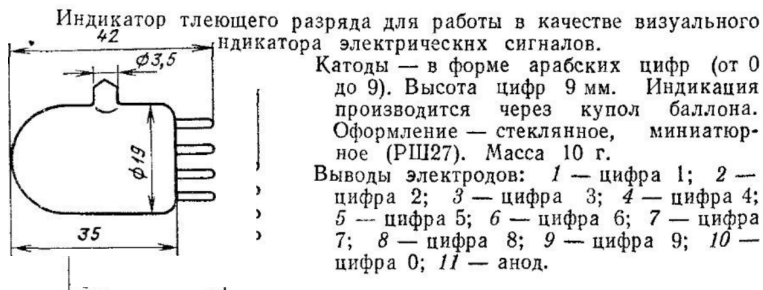 Индикатор тлеющего разряда для работы в качестве визуального
ндикатора электрических сигналов.
Катоды — в форме арабских цифр (от 0
до 9). Высота цифр 9 мм. Индикация
производится через купол баллона.
Оформление — стеклянное, миниатюр-
ное (РШ27). Масса 10 г.
Выводы электродов: 1 — цифра 1; 2 —
цифра 2; 3 — цифра 3; 4 — цифра 4;
5 — цифра 5; 6 — цифра 6; 7 — цифра
7; 8 — цифра 8; 9 — цифра 9; 10 —
цифра 0; 11 — анод.
42
ϕ3,5
ϕ19
35